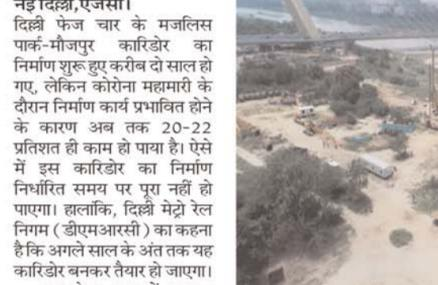 नई दिल्ली, एजेंसी।
दिल्ली फेज चार के मजलिस
पार्क-मौजपुर कारिडोर का
निर्माण शुरू हुए करीब दो साल हो
गए, लेकिन कोरोना महामारी के
दौरान निर्माण कार्य प्रभावित होने
के कारण अब तक 20-22
प्रतिशत ही काम हो पाया है। ऐसे
में इस कारिडोर का निर्माण
निर्धारित समय पर पूरा नहीं हो
पाएगा। हालांकि, दिल्ली मेट्रो रेल
निगम (डीएमआरसी) का कहना
है कि अगले साल के अंत तक यह
कारिडोर बनकर तैयार हो जाएगा।